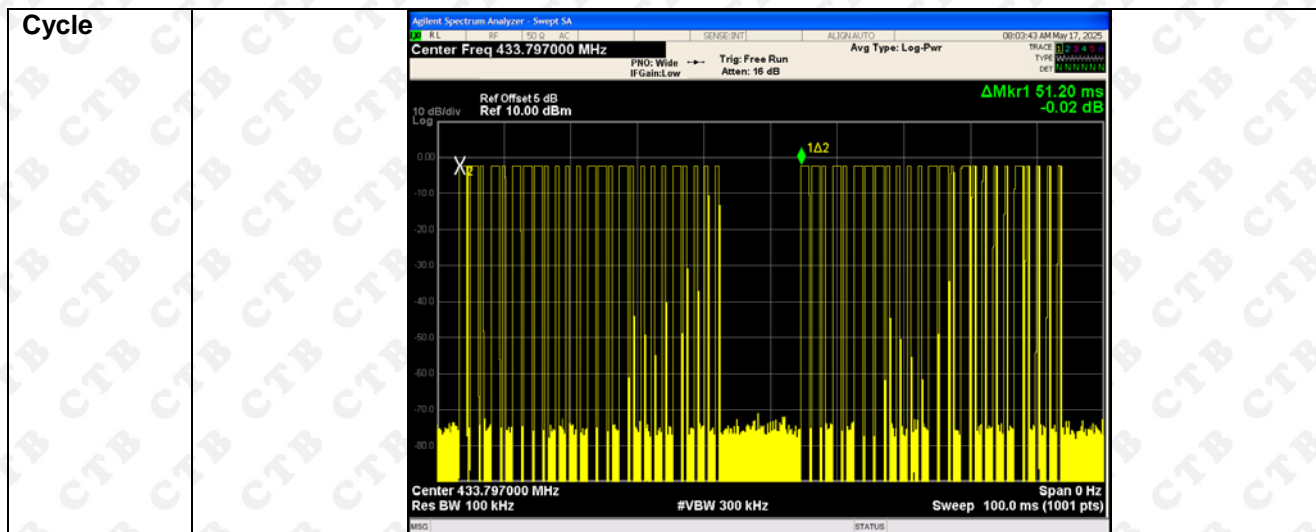 Cycle
Agilent Spectrum Analyzer - Swept SA
RL RF 50 Ω AC SENSE:INT ALIGN AUTO 08:03:43 AM May 17, 2025
Center Freq 433.797000 MHz
Avg Type: Log-Pwr
TRACE 1 2 3 4 5 6
PNO: Wide Trig: Free Run
TYPE
IFGain:Low Atten: 16 dB
DET N N N N N N
ΔMkr1 51.20 ms
-0.02 dB
Ref Offset 5 dB
10 dB/div Ref 10.00 dBm
Log
1Δ2
0.00
X2
-10.0
-20.0
-30.0
-40.0
-50.0
-60.0
-70.0
-80.0
Center 433.797000 MHz Span 0 Hz
Res BW 100 kHz #VBW 300 kHz Sweep 100.0 ms (1001 pts)
MSG STATUS
CTB